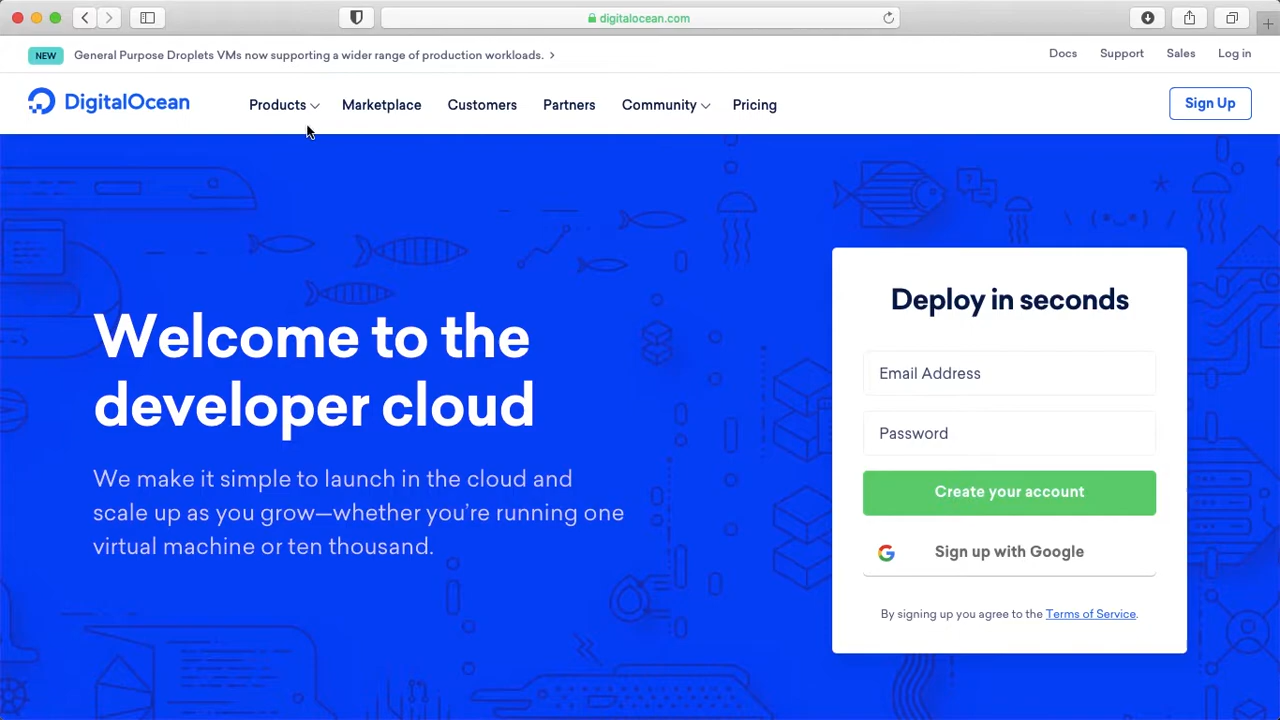 digitalocean.com
NEW General Purpose Droplets VMs now supporting a wider range of production workloads.
Docs Support Sales Log in
DigitalOcean Products Marketplace Customers Partners Community Pricing Sign Up
Welcome to the
developer cloud
We make it simple to launch in the cloud and
scale up as you grow—whether you're running one
virtual machine or ten thousand.
Deploy in seconds
Email Address
Password
Create your account
Sign up with Google
By signing up you agree to the Terms of Service.